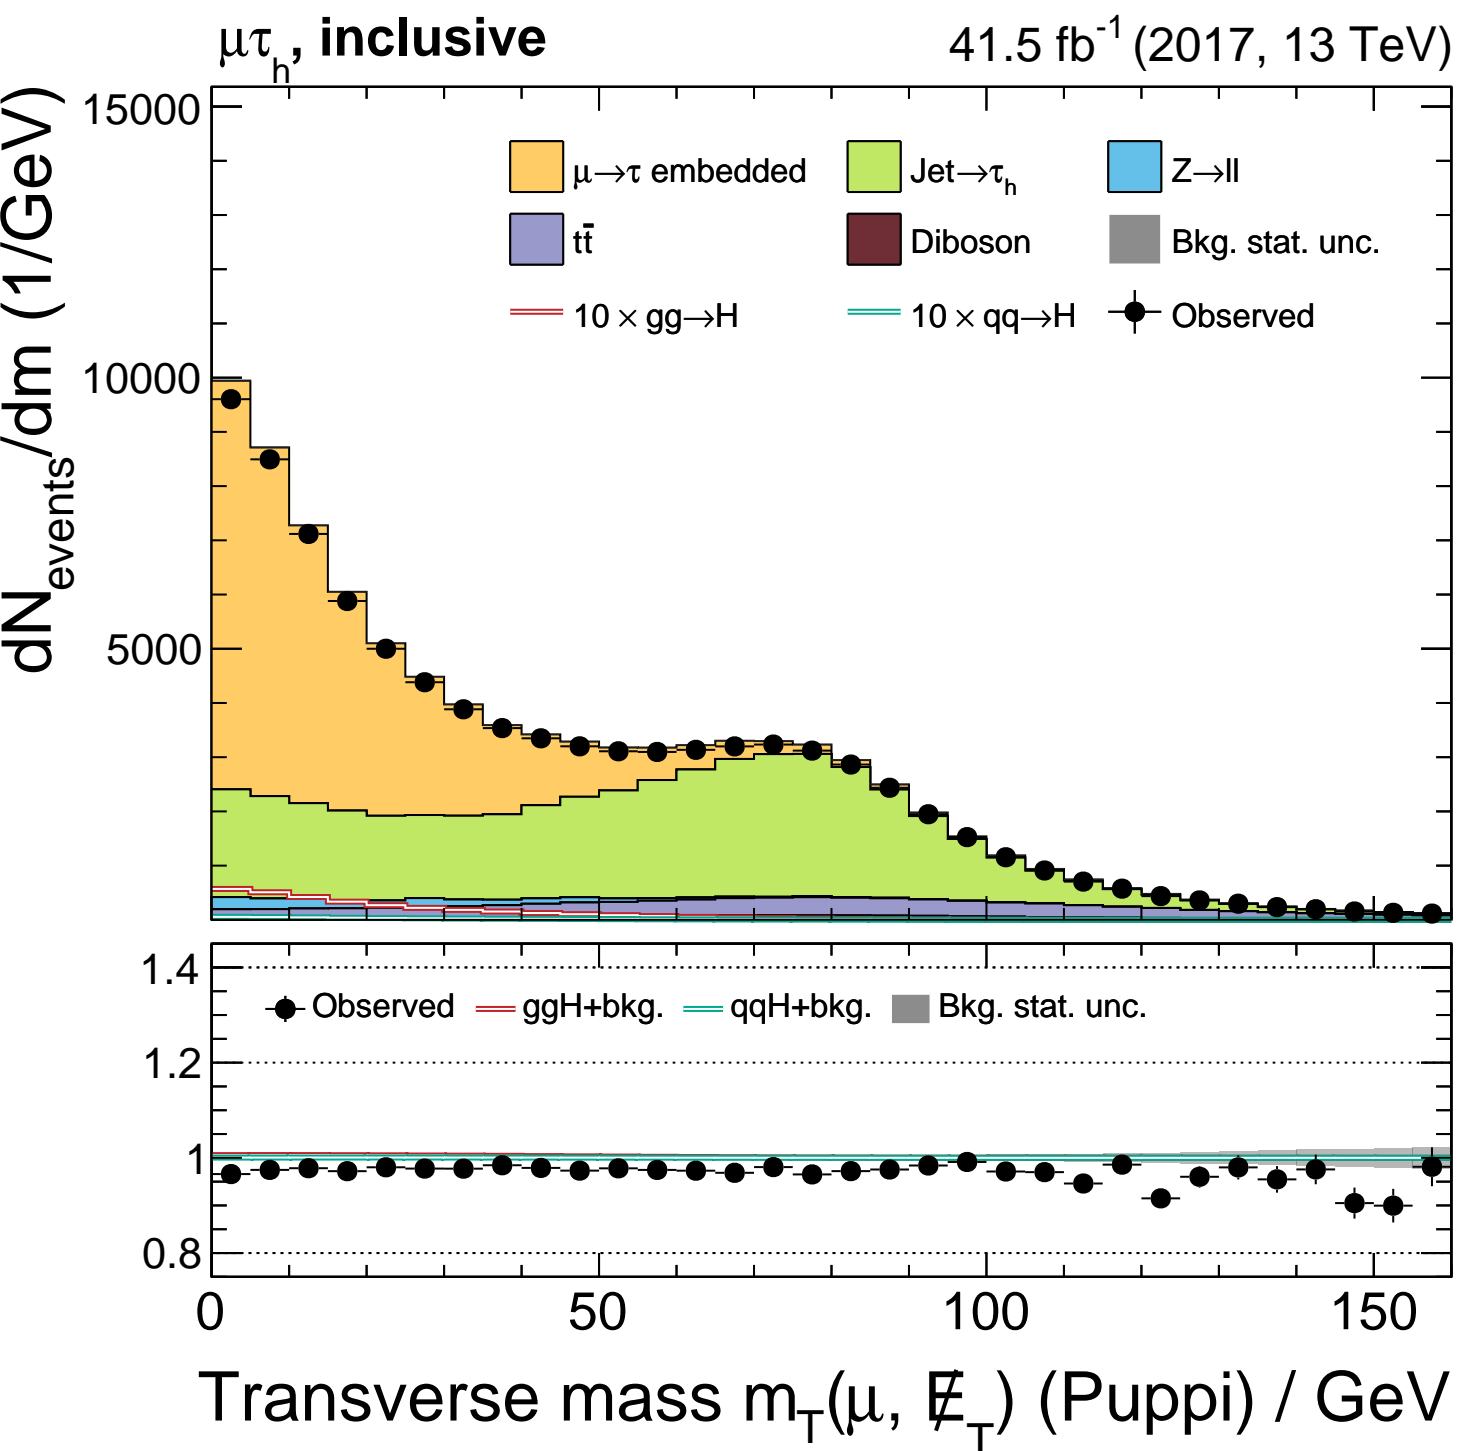 μτh, inclusive
41.5 fb-1 (2017, 13 TeV)
dNevents/dm (1/GeV)
15000
10000
5000
μ→τ embedded
Jet→τh
Z→ll
tt̄
Diboson
Bkg. stat. unc.
10 × gg→H
10 × qq→H
Observed
1.4
1.2
1
0.8
Observed
ggH+bkg.
qqH+bkg.
Bkg. stat. unc.
0
50
100
150
Transverse mass mT(μ, E̸T) (Puppi) / GeV